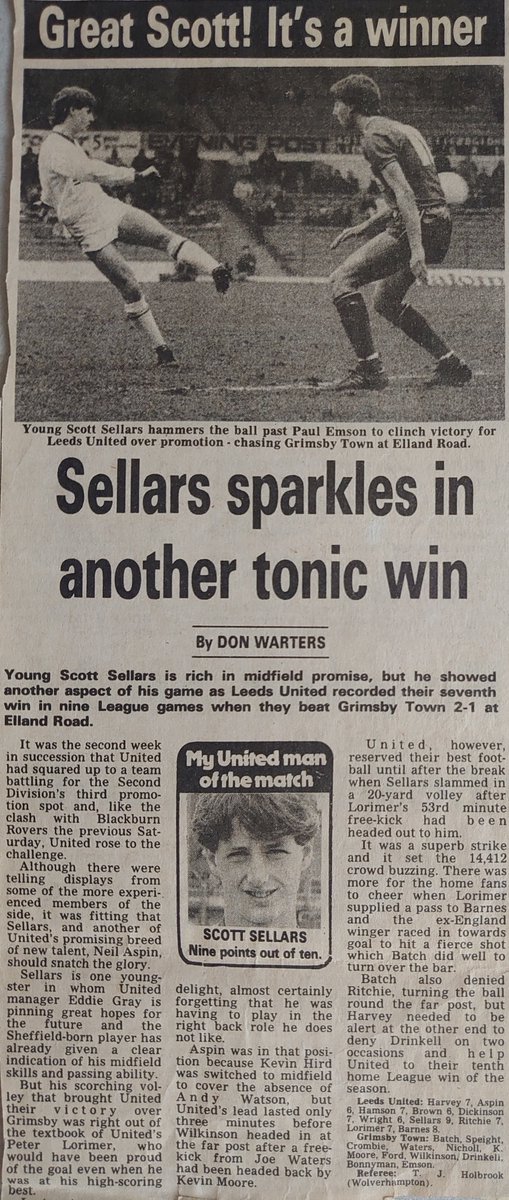 Great Scott! It's a winner
EVENING POST
Young Scott Sellars hammers the ball past Paul Emson to clinch victory for
Leeds United over promotion - chasing Grimsby Town at Elland Road.
Sellars sparkles in
another tonic win
By DON WARTERS
Young Scott Sellars is rich in midfield promise, but he showed
another aspect of his game as Leeds United recorded their seventh
win in nine League games when they beat Grimsby Town 2-1 at
Elland Road.
It was the second week
in succession that United
had squared up to a team
battling for the Second
Division's third promo-
tion spot and, like the
clash with Blackburn
Rovers the previous Sat-
urday, United rose to the
challenge.
Although there were
telling displays from
some of the more experi-
enced members of the
side, it was fitting that
Sellars, and another of
United's promising breed
of new talent, Neil Aspin,
should snatch the glory.
Sellars is one young-
ster in whom United
manager Eddie Gray is
pinning great hopes for
the future and the
Sheffield-born player has
already given a clear
indication of his midfield
skills and passing ability.
But his scorching vol-
ley that brought United
their victory over
Grimsby was right out of
the textbook of United's
Peter Lorimer, who
would have been proud
of the goal even when he
was at his high-scoring
best.
My United man
of the match
SCOTT SELLARS
Nine points out of ten.
delight, almost certainly
forgetting that he was
having to play in the
right back role he does
not like.
Aspin was in that posi-
tion because Kevin Hird
was switched to midfield
to cover the absence of
Andy Watson, but
United's lead lasted only
three minutes before
Wilkinson headed in at
the far post after a free-
kick from Joe Waters
had been headed back by
Kevin Moore.
United, however,
reserved their best foot-
ball until after the break
when Sellars slammed in
a 20-yard volley after
Lorimer's 53rd minute
free-kick had been
headed out to him.
It was a superb strike
and it set the 14,412
crowd buzzing. There was
more for the home fans
to cheer when Lorimer
supplied a pass to Barnes
and the ex-England
winger raced in towards
goal to hit a fierce shot
which Batch did well to
turn over the bar.
Batch also denied
Ritchie, turning the ball
round the far post, but
Harvey needed to be
alert at the other end to
deny Drinkell on two
occasions and help
United to their tenth
home League win of the
season.
Leeds United: Harvey 7, Aspin
6, Hamson 7, Brown 6, Dickinson
7, Wright 6, Sellars 9, Ritchie 7,
Lorimer 7, Barnes 8.
Grimsby Town: Batch, Speight,
Crombie, Waters, Nicholl, K.
Moore, Ford, Wilkinson, Drinkell,
Bonnyman, Emson.
Referee: T. J. Holbrook
(Wolverhampton).